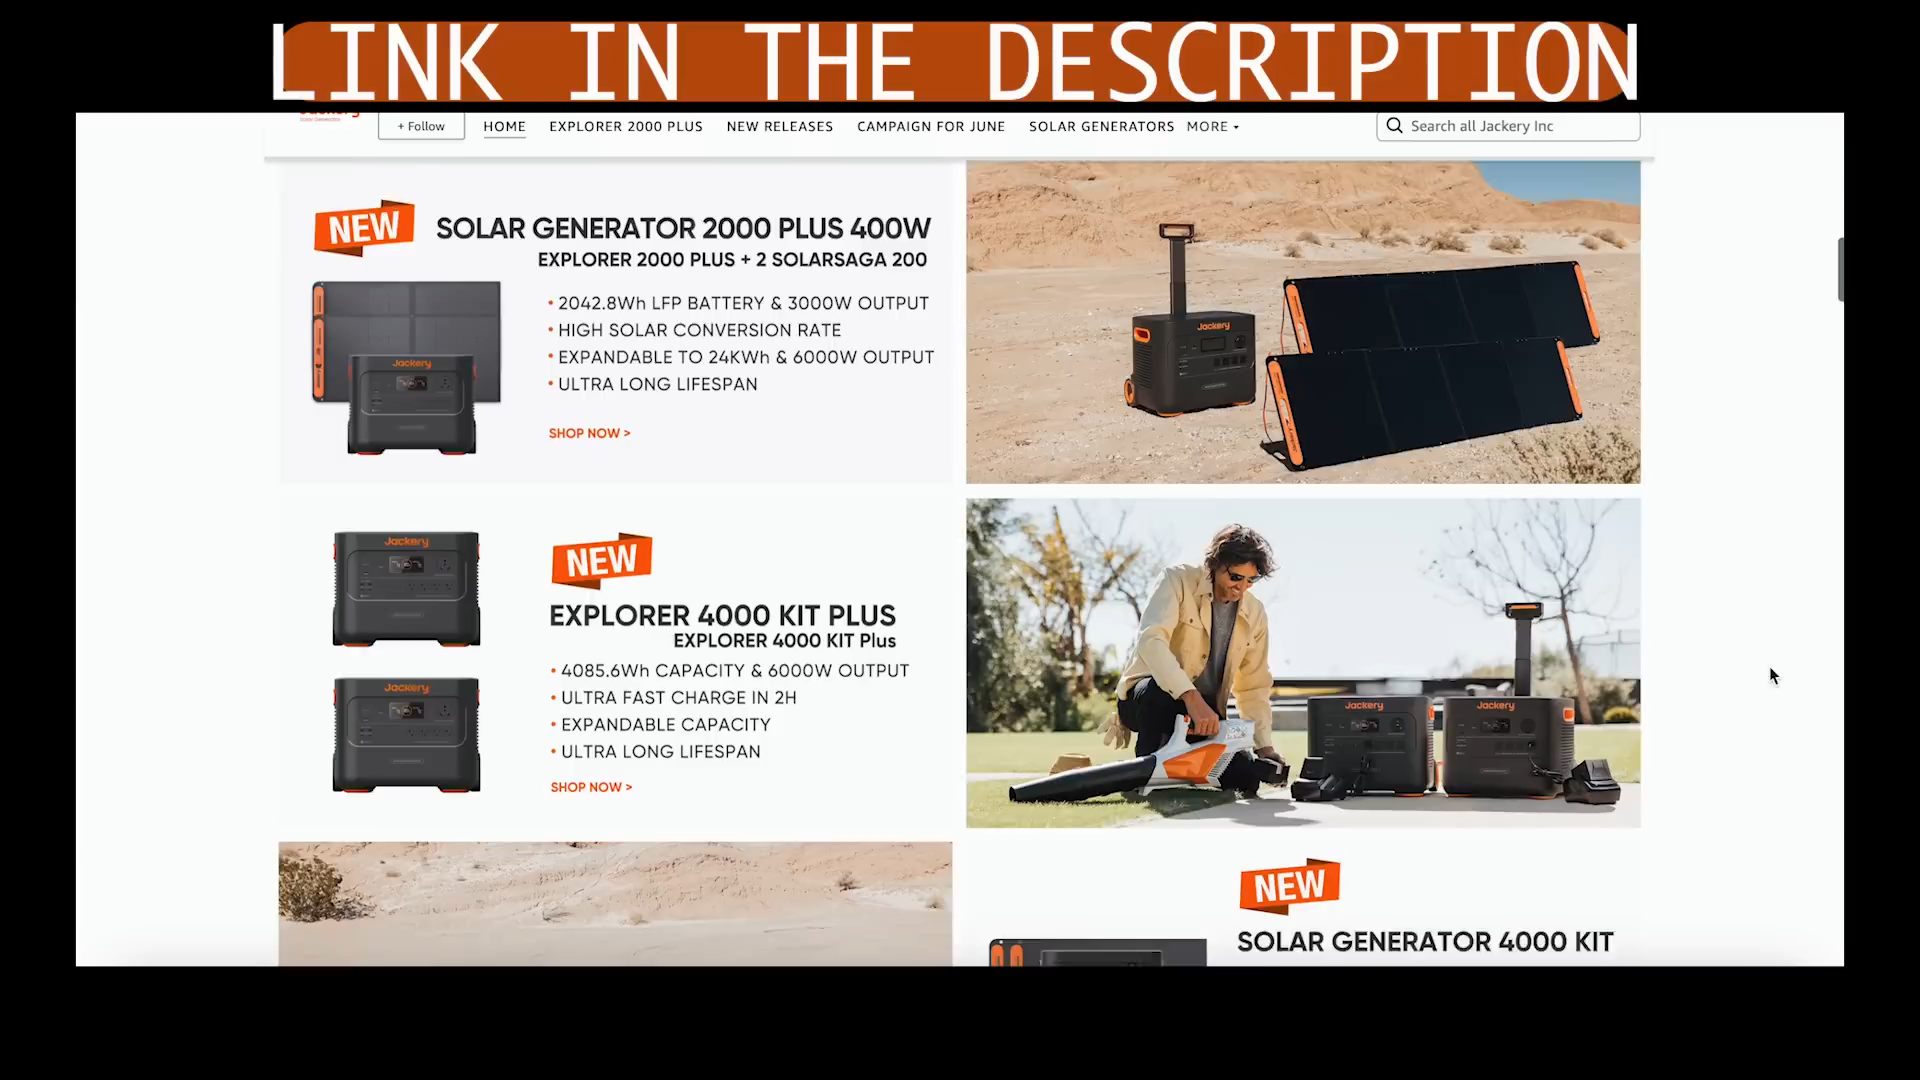 LINK IN THE DESCRIPTION
Jackery
+ Follow
HOME
EXPLORER 2000 PLUS
NEW RELEASES
CAMPAIGN FOR JUNE
SOLAR GENERATORS
MORE
Search all Jackery Inc
NEW
SOLAR GENERATOR 2000 PLUS 400W
EXPLORER 2000 PLUS + 2 SOLARSAGA 200
• 2042.8Wh LFP BATTERY & 3000W OUTPUT
• HIGH SOLAR CONVERSION RATE
• EXPANDABLE TO 24KWh & 6000W OUTPUT
• ULTRA LONG LIFESPAN
SHOP NOW >
Jackery
Jackery
NEW
EXPLORER 4000 KIT PLUS
EXPLORER 4000 KIT Plus
• 4085.6Wh CAPACITY & 6000W OUTPUT
• ULTRA FAST CHARGE IN 2H
• EXPANDABLE CAPACITY
• ULTRA LONG LIFESPAN
SHOP NOW >
Jackery
Jackery
Jackery
Jackery
NEW
SOLAR GENERATOR 4000 KIT